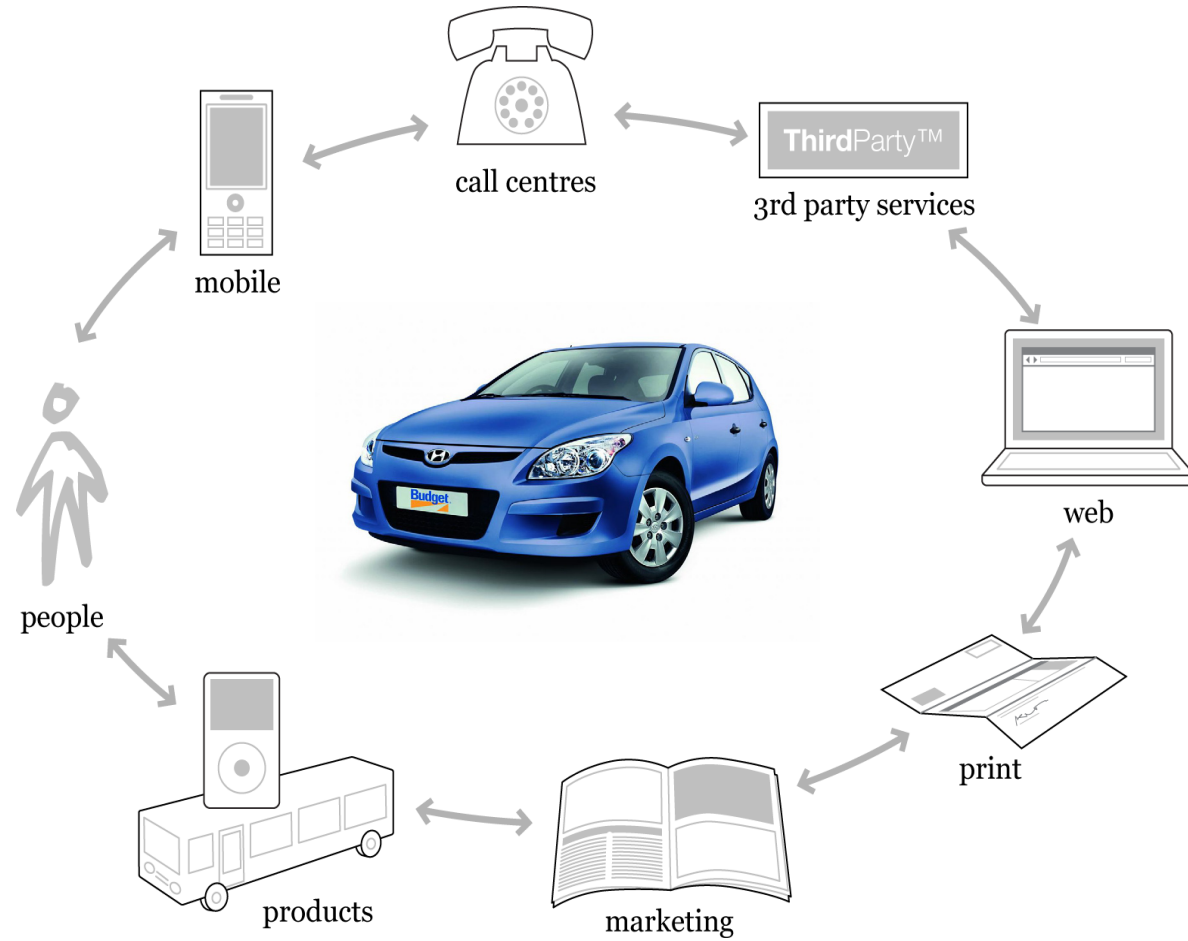 call centres
ThirdParty™
3rd party services
mobile
Budget
web
people
print
products
marketing